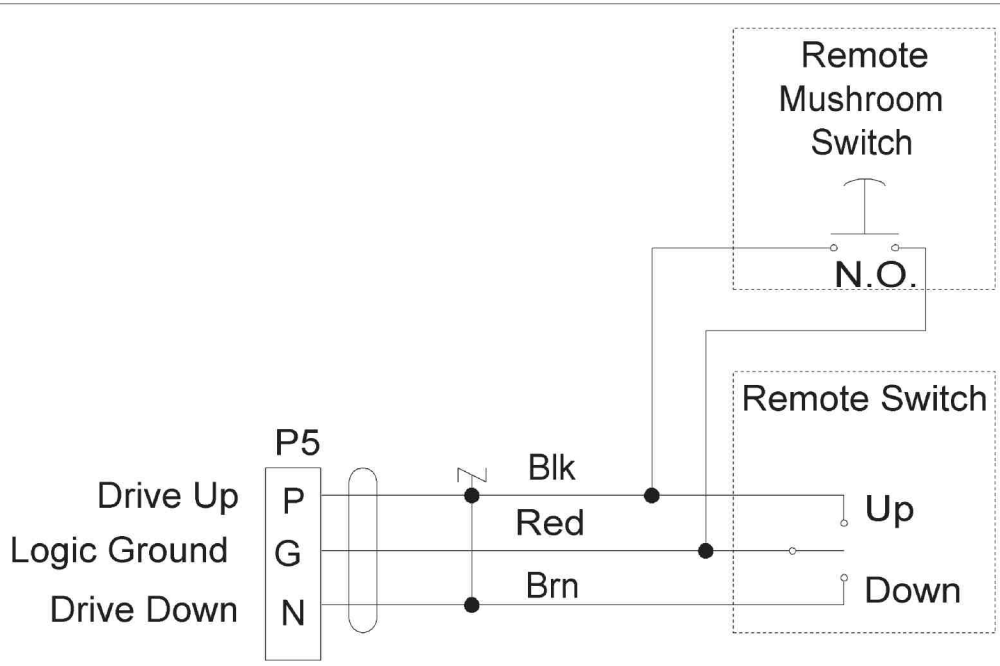 Remote
Mushroom
Switch
N.O.
Remote Switch
P5
Blk
Drive Up P
Up
Red
Logic Ground G
Brn
Down
Drive Down N